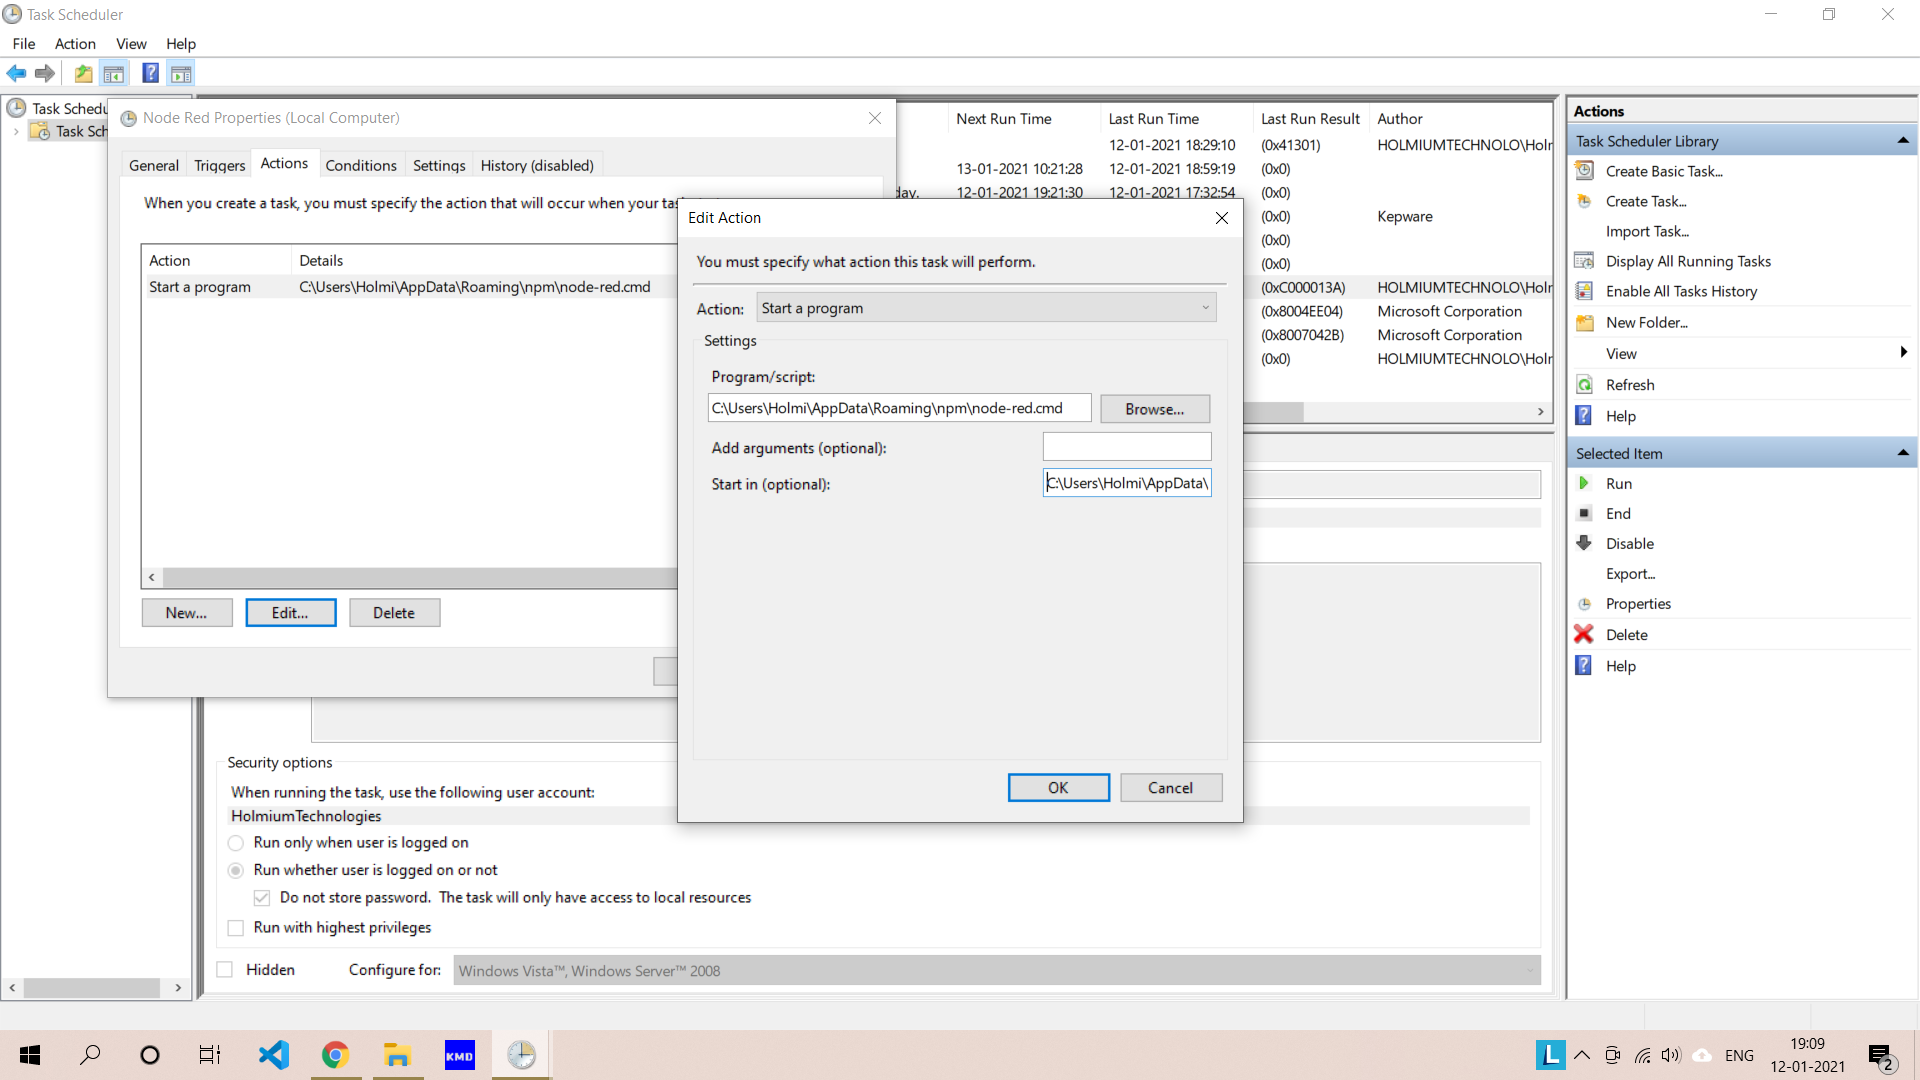 Task Scheduler
File Action View Help
Task Schedu
Task Sch
Node Red Properties (Local Computer)
General Triggers Actions Conditions Settings History (disabled)
When you create a task, you must specify the action that will occur when your
Action Details
Start a program C:\Users\Holmi\AppData\Roaming\npm\node-red.cmd
New... Edit... Delete
Next Run Time Last Run Time Last Run Result Author
12-01-2021 18:29:10 (0x41301) HOLMIUMTECHNOLO\Holr
13-01-2021 10:21:28 12-01-2021 18:59:19 (0x0)
day. 12-01-2021 19:21:30 12-01-2021 17:32:54 (0x0)
(0x0) Kepware
(0x0)
(0x0)
(0xC000013A) HOLMIUMTECHNOLO\Holr
(0x8004EE04) Microsoft Corporation
(0x8007042B) Microsoft Corporation
(0x0) HOLMIUMTECHNOLO\Holr
Edit Action
You must specify what action this task will perform.
Action: Start a program
Settings
Program/script:
C:\Users\Holmi\AppData\Roaming\npm\node-red.cmd Browse...
Add arguments (optional):
Start in (optional): C:\Users\Holmi\AppData\
OK Cancel
Security options
When running the task, use the following user account:
HolmiumTechnologies
Run only when user is logged on
Run whether user is logged on or not
Do not store password. The task will only have access to local resources
Run with highest privileges
Hidden Configure for: Windows Vista™, Windows Server™ 2008
Actions
Task Scheduler Library
Create Basic Task...
Create Task...
Import Task...
Display All Running Tasks
Enable All Tasks History
New Folder...
View
Refresh
Help
Selected Item
Run
End
Disable
Export...
Properties
Delete
Help
KMD
L
ENG
19:09
12-01-2021
2